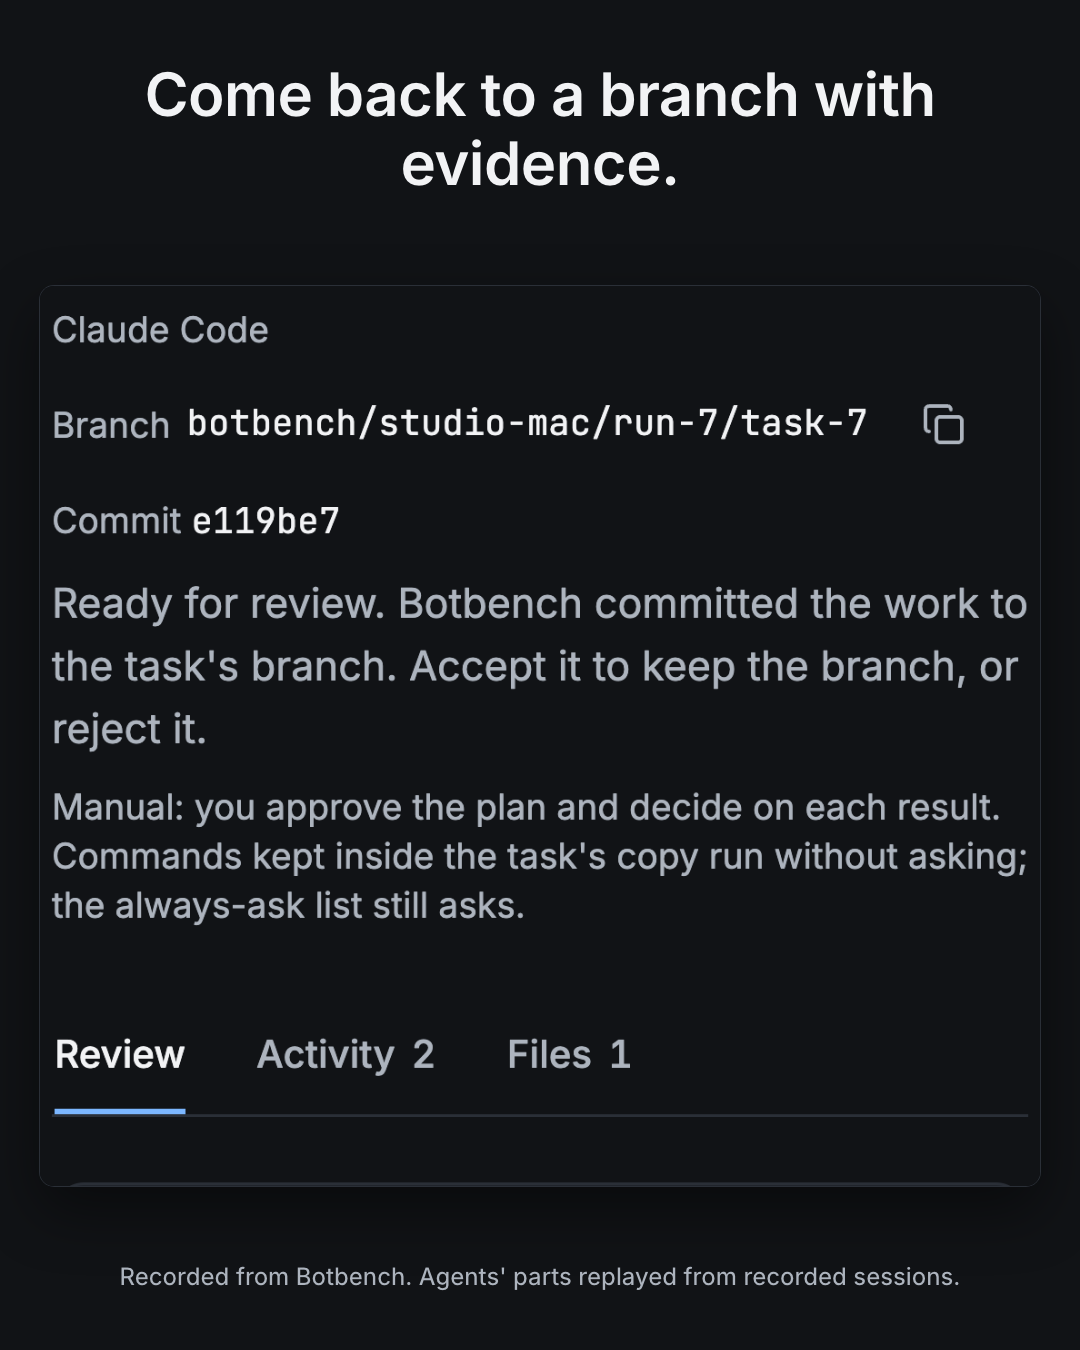 Come back to a branch with
evidence.
Claude Code
Branch botbench/studio-mac/run-7/task-7
Commit e119be7
Ready for review. Botbench committed the work to
the task's branch. Accept it to keep the branch, or
reject it.
Manual: you approve the plan and decide on each result.
Commands kept inside the task's copy run without asking;
the always-ask list still asks.
Review Activity 2 Files 1
Recorded from Botbench. Agents' parts replayed from recorded sessions.